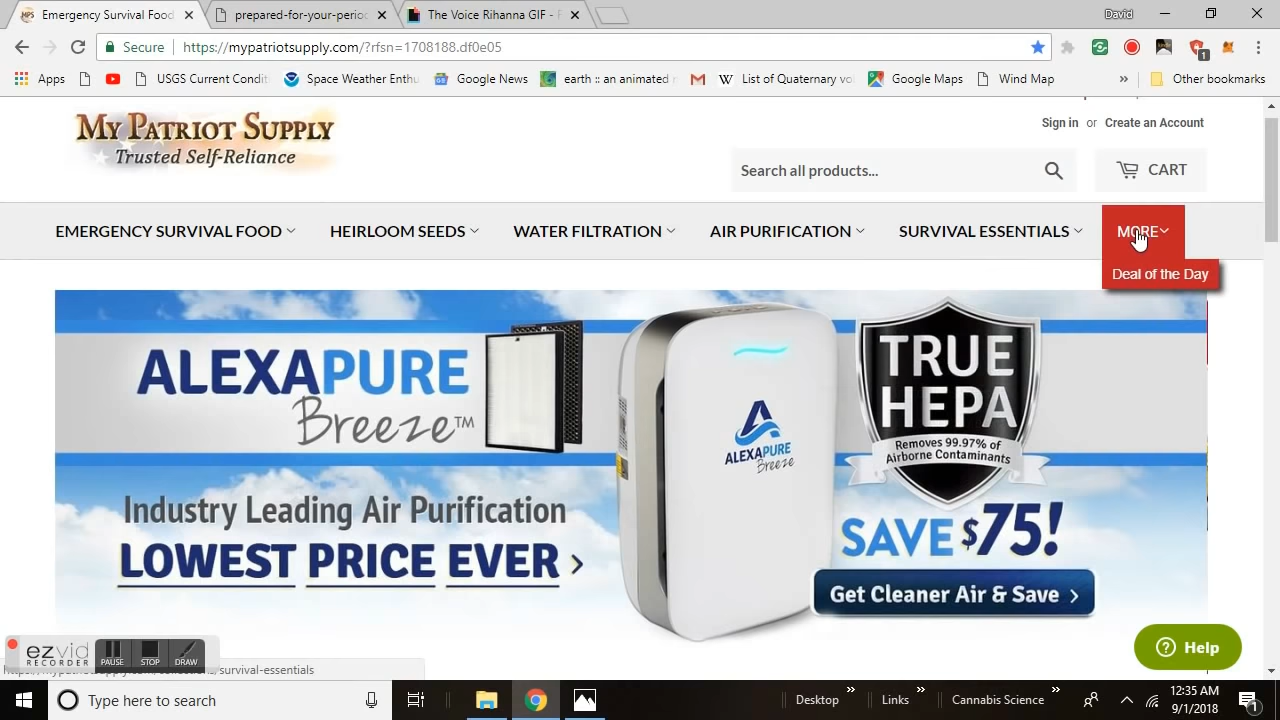 Emergency Survival Food
prepared-for-your-period
The Voice Rihanna GIF - F
David
Secure
https://mypatriotsupply.com/?rfsn=1708188.df0e05
Apps
USGS Current Condit
Space Weather Enthu
Google News
earth :: an animated
List of Quaternary vo
Google Maps
Wind Map
»
Other bookmarks
MY PATRIOT SUPPLY
Trusted Self-Reliance
Sign in or Create an Account
Search all products...
CART
EMERGENCY SURVIVAL FOOD
HEIRLOOM SEEDS
WATER FILTRATION
AIR PURIFICATION
SURVIVAL ESSENTIALS
MORE
Deal of the Day
ALEXAPURE
Breeze™
Industry Leading Air Purification
LOWEST PRICE EVER >
ALEXAPURE
Breeze
TRUE
HEPA
Removes 99.97% of
Airborne Contaminants
SAVE $75!
Get Cleaner Air & Save >
ezvid
RECORDER
PAUSE
STOP
DRAW
Help
Type here to search
Desktop
Links
Cannabis Science
12:35 AM
9/1/2018
1